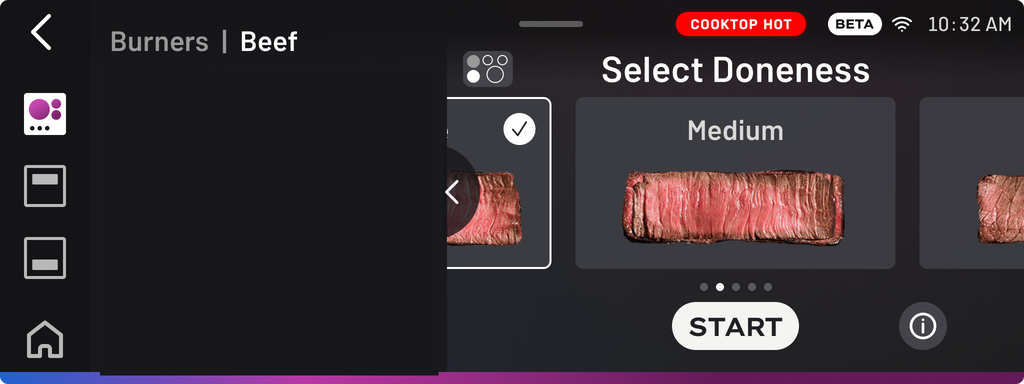 COOKTOP HOT
BETA
10:32 AM
Burners | Beef
Select Doneness
Medium
START